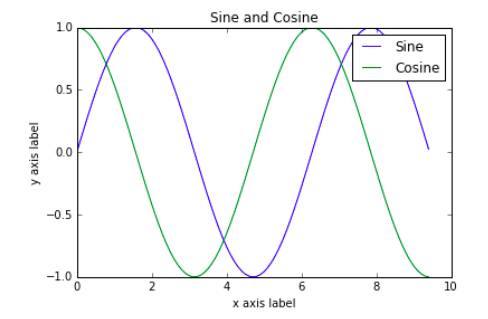 Sine and Cosine
Sine
Cosine
1.0
0.5
0.0
−0.5
−1.0
y axis label
0 2 4 6 8 10
x axis label